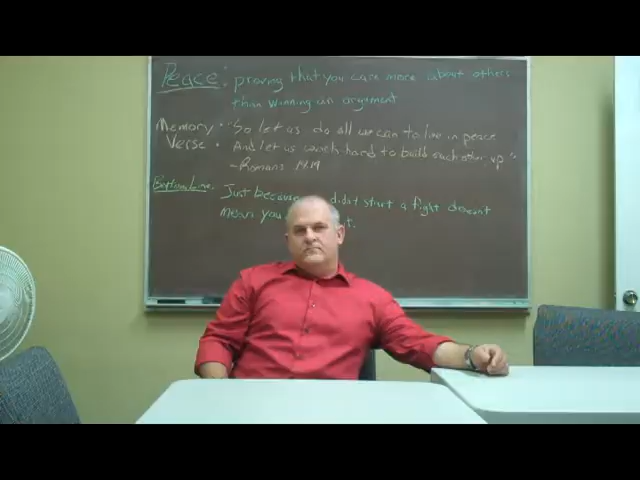 Peace: proving that you care more about others
than winning an argument
Memory Verse: "So let us do all we can to live in peace
And let us work hard to build each other up"
- Romans 14:19
Bottom Line: Just because didn't start a fight doesn't
mean you it.